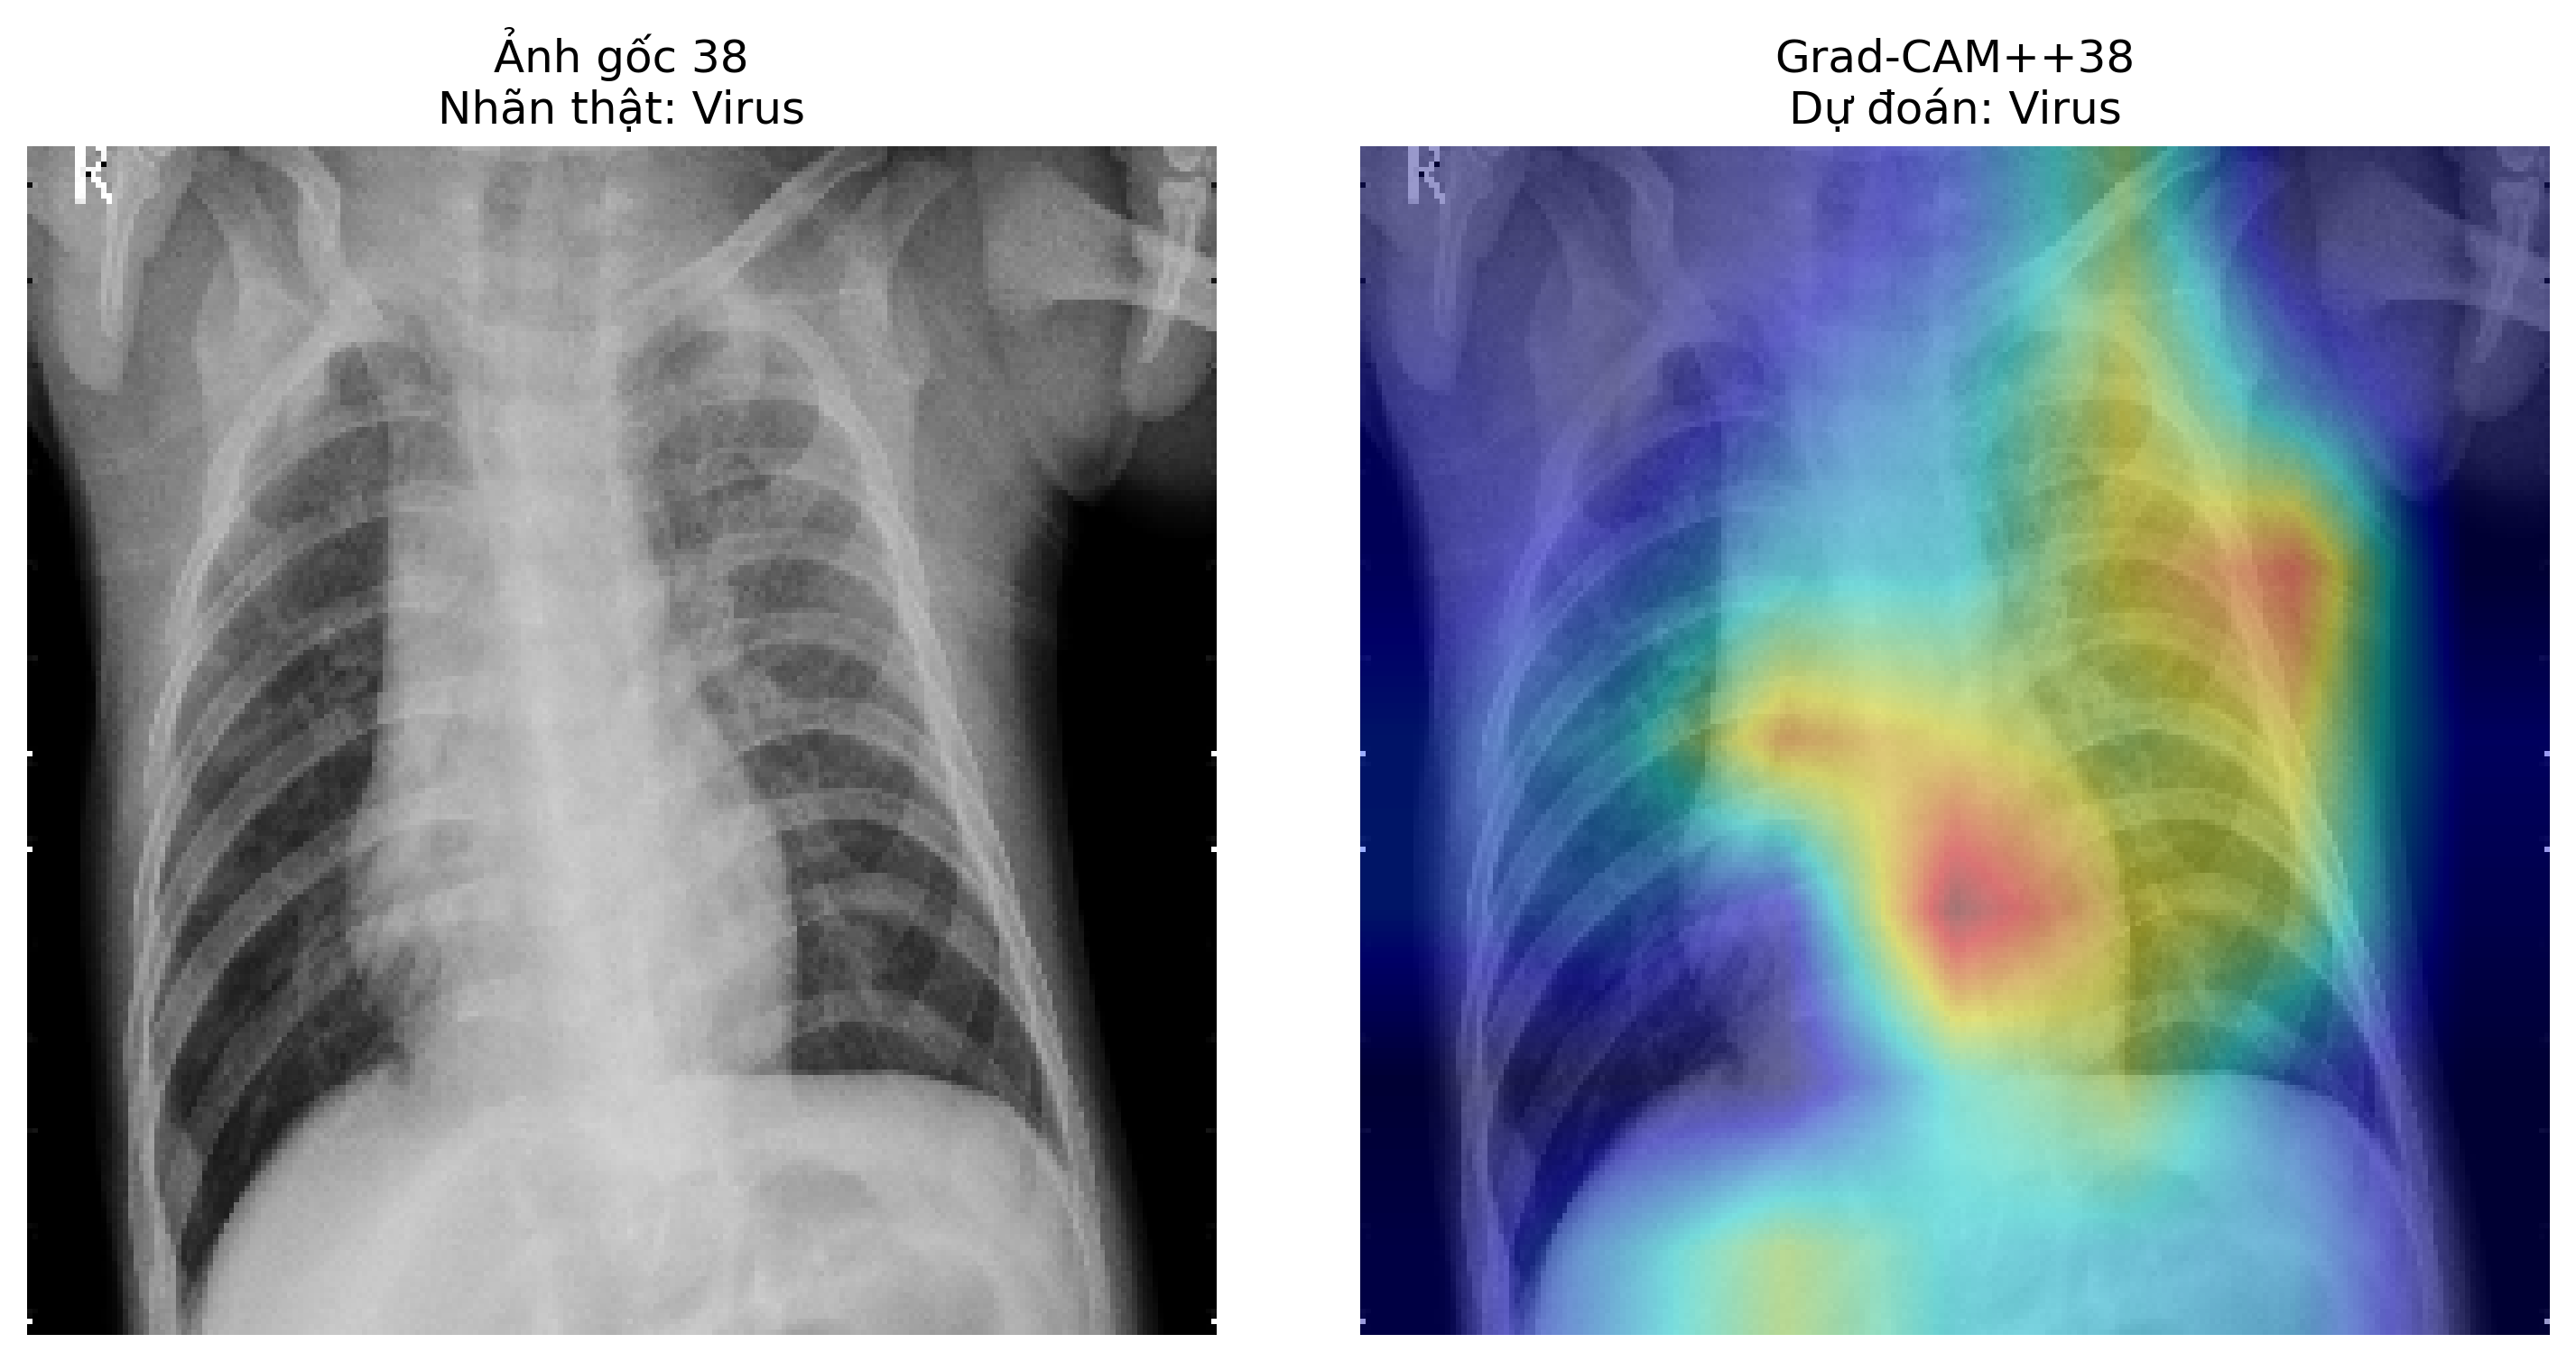 Ảnh gốc 38
Nhãn thật: Virus
Grad-CAM++38
Dự đoán: Virus
R
R